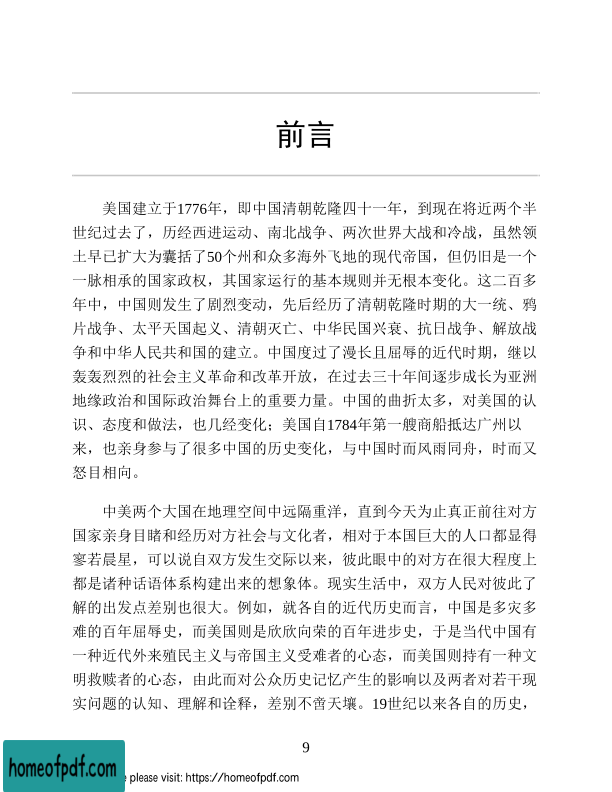 前言
美国建立于1776年，即中国清朝乾隆四十一年，到现在将近两个半
世纪过去了，历经西进运动、南北战争、两次世界大战和冷战，虽然领
土早已扩大为囊括了50个州和众多海外飞地的现代帝国，但仍旧是一个
一脉相承的国家政权，其国家运行的基本规则并无根本变化。这二百多
年中，中国则发生了剧烈变动，先后经历了清朝乾隆时期的大一统、鸦
片战争、太平天国起义、清朝灭亡、中华民国兴衰、抗日战争、解放战
争和中华人民共和国的建立。中国度过了漫长且屈辱的近代时期，继以
轰轰烈烈的社会主义革命和改革开放，在过去三十年间逐步成长为亚洲
地缘政治和国际政治舞台上的重要力量。中国的曲折太多，对美国的认
识、态度和做法，也几经变化；美国自1784年第一艘商船抵达广州以
来，也亲身参与了很多中国的历史变化，与中国时而风雨同舟，时而又
怒目相向。
中美两个大国在地理空间中远隔重洋，直到今天为止真正前往对方
国家亲身目睹和经历对方社会与文化者，相对于本国巨大的人口都显得
寥若晨星，可以说自双方发生交际以来，彼此眼中的对方在很大程度上
都是诸种话语体系构建出来的想象体。现实生活中，双方人民对彼此了
解的出发点差别也很大。例如，就各自的近代历史而言，中国是多灾多
难的百年屈辱史，而美国则是欣欣向荣的百年进步史，于是当代中国有
一种近代外来殖民主义与帝国主义受难者的心态，而美国则持有一种文
明救赎者的心态，由此而对公众历史记忆产生的影响以及两者对若干现
实问题的认知、理解和诠释，差别不啻天壤。19世纪以来各自的历史，
9
homeofpdf.com
e please visit: https://homeofpdf.com